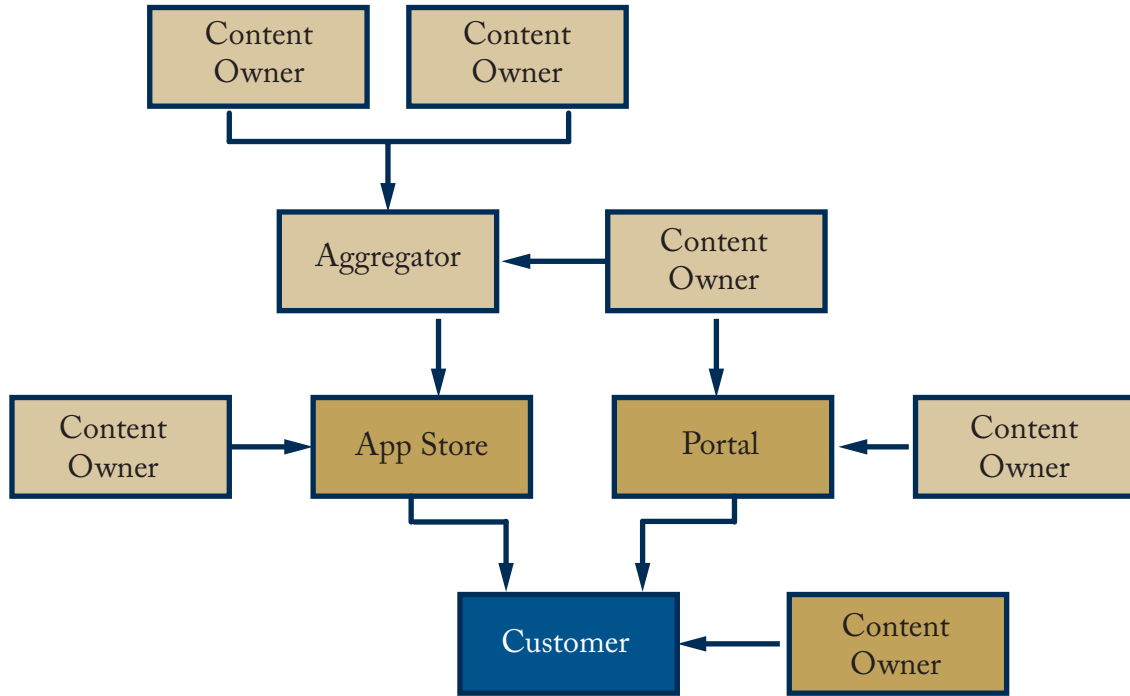 Content
Owner
Content
Owner
Aggregator
Content
Owner
Content
Owner
App Store
Portal
Content
Owner
Customer
Content
Owner